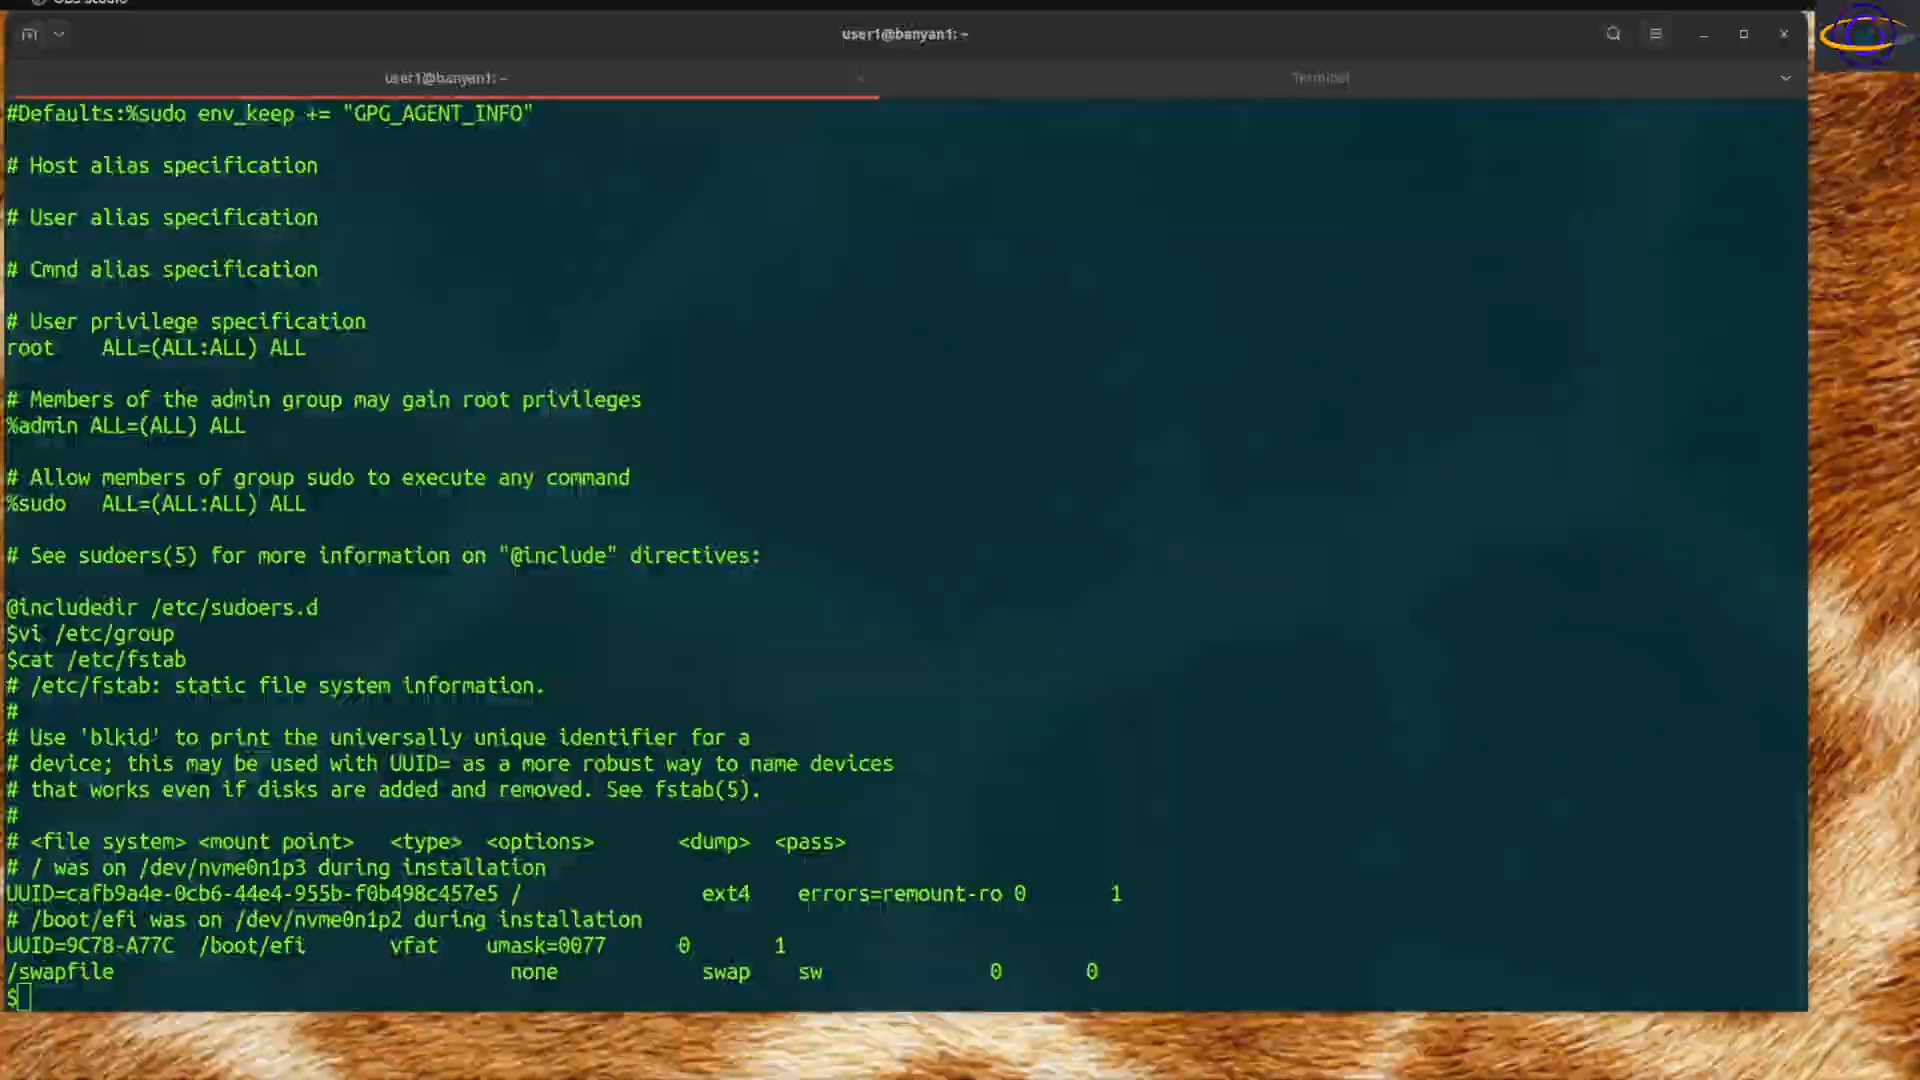 OBS Studio
user1@banyan1: ~
user1@banyan1: ~
Terminal
#Defaults:%sudo env_keep += "GPG_AGENT_INFO"
# Host alias specification
# User alias specification
# Cmnd alias specification
# User privilege specification
root    ALL=(ALL:ALL) ALL
# Members of the admin group may gain root privileges
%admin ALL=(ALL) ALL
# Allow members of group sudo to execute any command
%sudo   ALL=(ALL:ALL) ALL
# See sudoers(5) for more information on "@include" directives:
@includedir /etc/sudoers.d
$vi /etc/group
$cat /etc/fstab
# /etc/fstab: static file system information.
#
# Use 'blkid' to print the universally unique identifier for a
# device; this may be used with UUID= as a more robust way to name devices
# that works even if disks are added and removed. See fstab(5).
#
# <file system> <mount point>   <type>  <options>       <dump>  <pass>
# / was on /dev/nvme0n1p3 during installation
UUID=cafb9a4e-0cb6-44e4-955b-f0b498c457e5 /               ext4    errors=remount-ro 0       1
# /boot/efi was on /dev/nvme0n1p2 during installation
UUID=9C78-A77C  /boot/efi       vfat    umask=0077      0       1
/swapfile                                 none            swap    sw              0       0
$